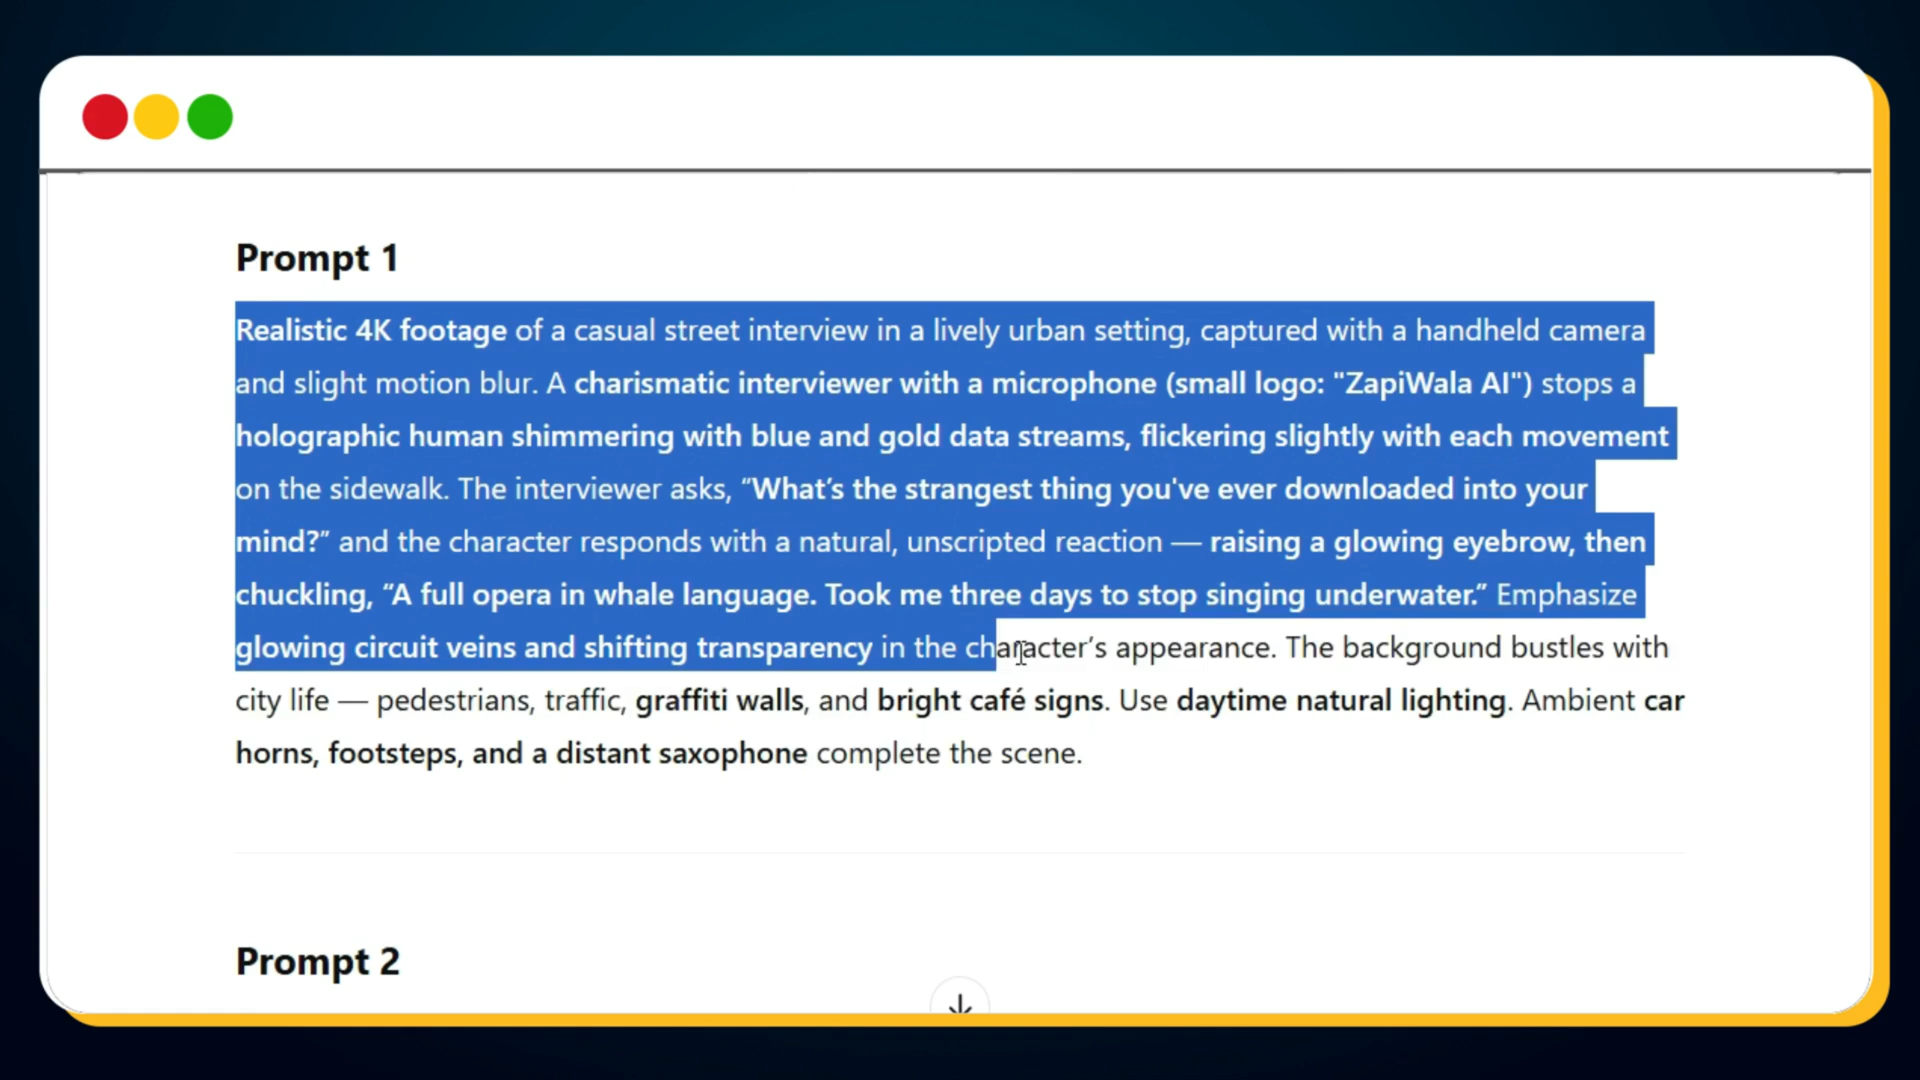 Prompt 1
Realistic 4K footage of a casual street interview in a lively urban setting, captured with a handheld camera
and slight motion blur. A charismatic interviewer with a microphone (small logo: "ZapiWala AI") stops a
holographic human shimmering with blue and gold data streams, flickering slightly with each movement
on the sidewalk. The interviewer asks, “What’s the strangest thing you've ever downloaded into your
mind?” and the character responds with a natural, unscripted reaction — raising a glowing eyebrow, then
chuckling, “A full opera in whale language. Took me three days to stop singing underwater.” Emphasize
glowing circuit veins and shifting transparency in the character’s appearance. The background bustles with
city life — pedestrians, traffic, graffiti walls, and bright café signs. Use daytime natural lighting. Ambient car
horns, footsteps, and a distant saxophone complete the scene.
Prompt 2